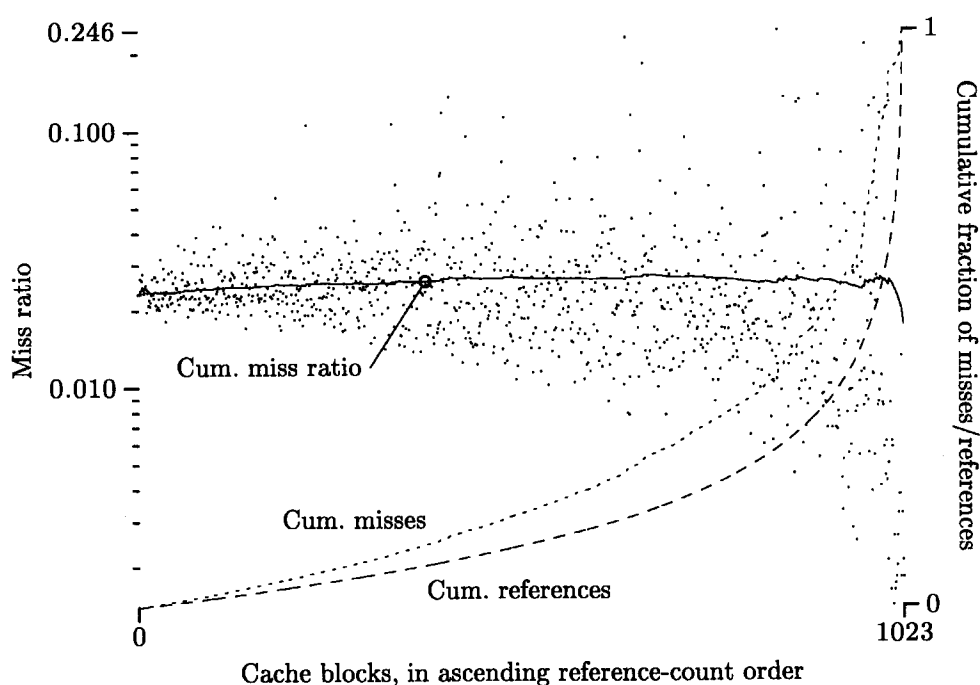 0.246
1
0.100
Miss ratio
Cumulative fraction of misses/references
Cum. miss ratio
0.010
Cum. misses
Cum. references
0
0
1023
Cache blocks, in ascending reference-count order